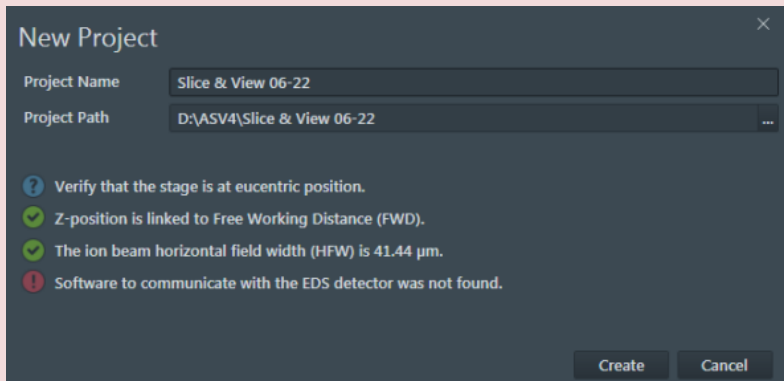 New Project
Project Name Slice & View 06-22
Project Path D:\ASV4\Slice & View 06-22 ...
? Verify that the stage is at eucentric position.
Z-position is linked to Free Working Distance (FWD).
The ion beam horizontal field width (HFW) is 41.44 µm.
! Software to communicate with the EDS detector was not found.
Create Cancel